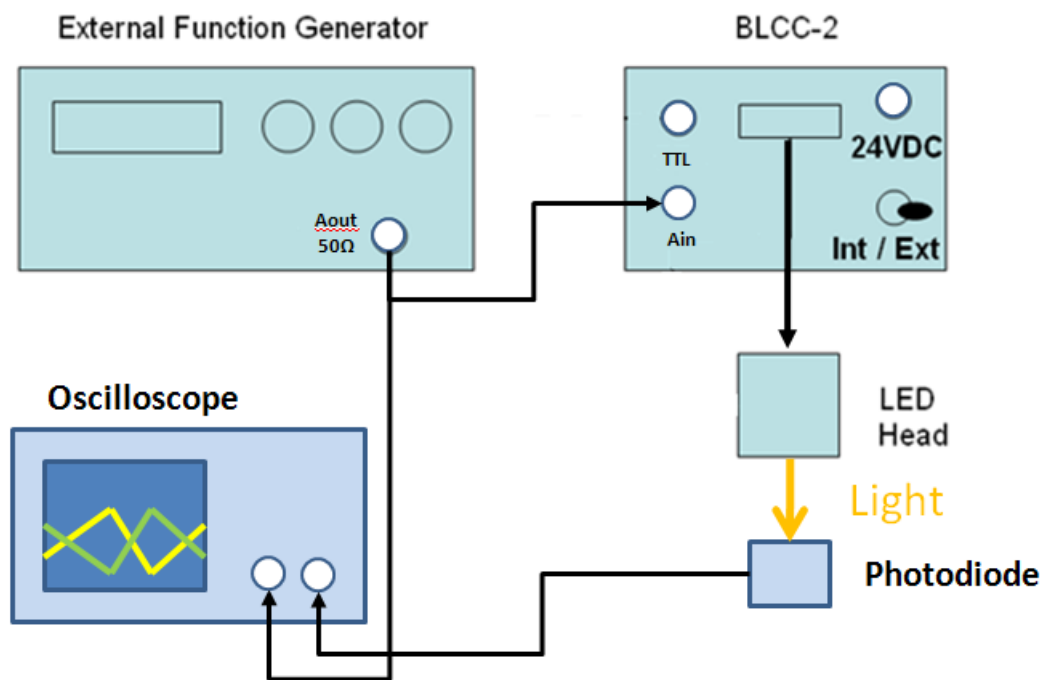 External Function Generator
BLCC-2
TTL
24VDC
Aout
50Ω
Ain
Int / Ext
Oscilloscope
LED
Head
Light
Photodiode